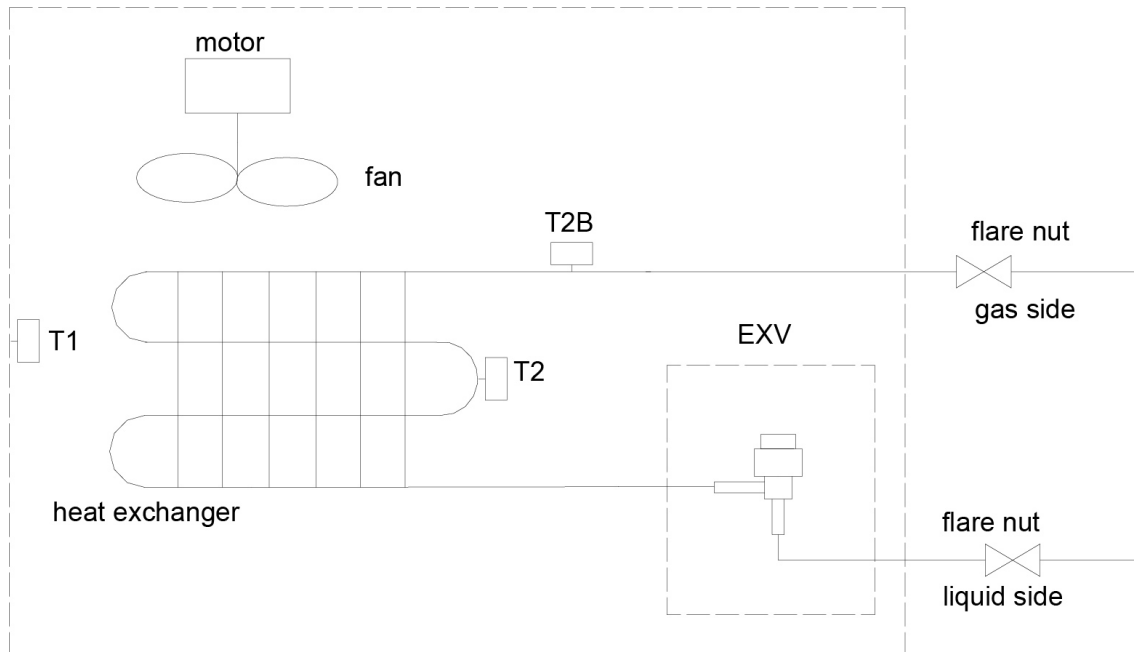 motor
fan
T2B
flare nut
gas side
T1
EXV
T2
heat exchanger
flare nut
liquid side